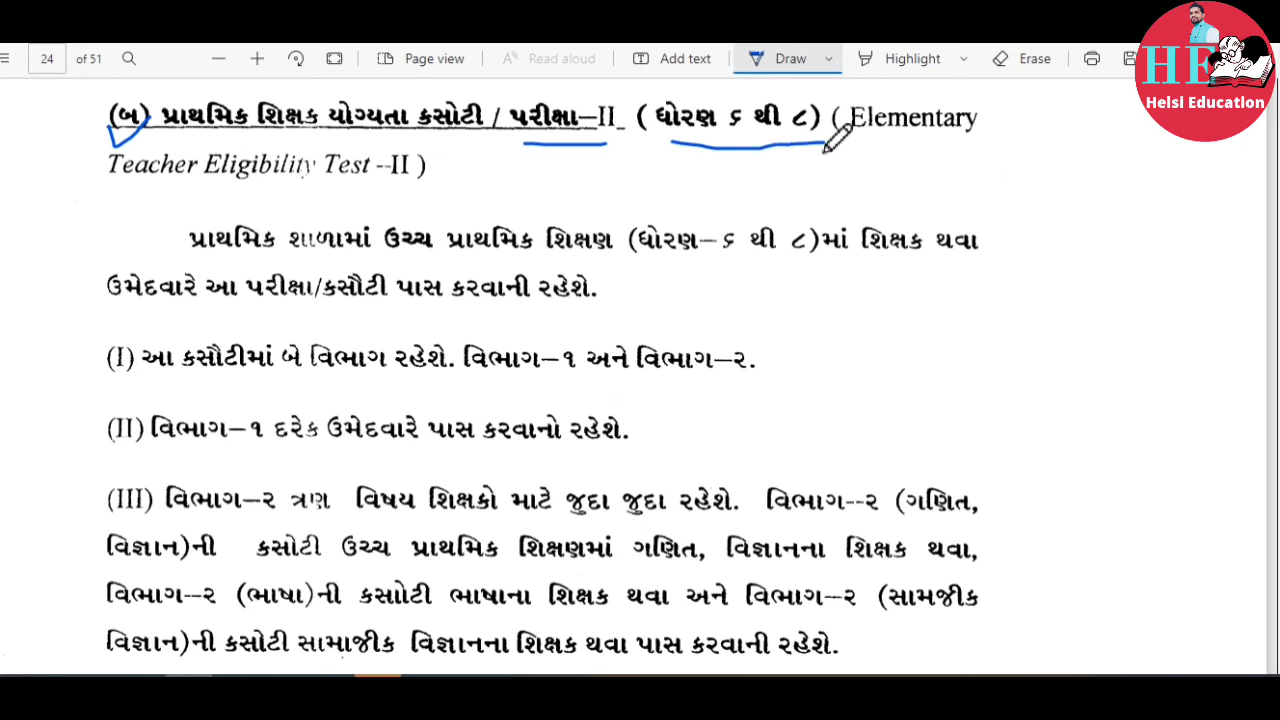 24 of 51 Page view Read aloud Add text Draw Highlight Erase
HE
Helsi Education
(બ) પ્રાથમિક શિક્ષક યોગ્યતા કસોટી / પરીક્ષા–II ( ધોરણ ૬ થી ૮) ( Elementary
Teacher Eligibility Test --II )
પ્રાથમિક શાળામાં ઉચ્ચ પ્રાથમિક શિક્ષણ (ધોરણ–૬ થી ૮)માં શિક્ષક થવા
ઉમેદવારે આ પરીક્ષા/કસૌટી પાસ કરવાની રહેશે.
(I) આ કસૌટીમાં બે વિભાગ રહેશે. વિભાગ–૧ અને વિભાગ–૨.
(II) વિભાગ–૧ દરેક ઉમેદવારે પાસ કરવાનો રહેશે.
(III) વિભાગ–૨ ત્રણ વિષય શિક્ષકો માટે જુદા જુદા રહેશે. વિભાગ--૨ (ગણિત,
વિજ્ઞાન)ની કસોટી ઉચ્ચ પ્રાથમિક શિક્ષણમાં ગણિત, વિજ્ઞાનના શિક્ષક થવા,
વિભાગ--૨ (ભાષા)ની કસાોટી ભાષાના શિક્ષક થવા અને વિભાગ–૨ (સામજીક
વિજ્ઞાન)ની કસોટી સામાજીક વિજ્ઞાનના શિક્ષક થવા પાસ કરવાની રહેશે.